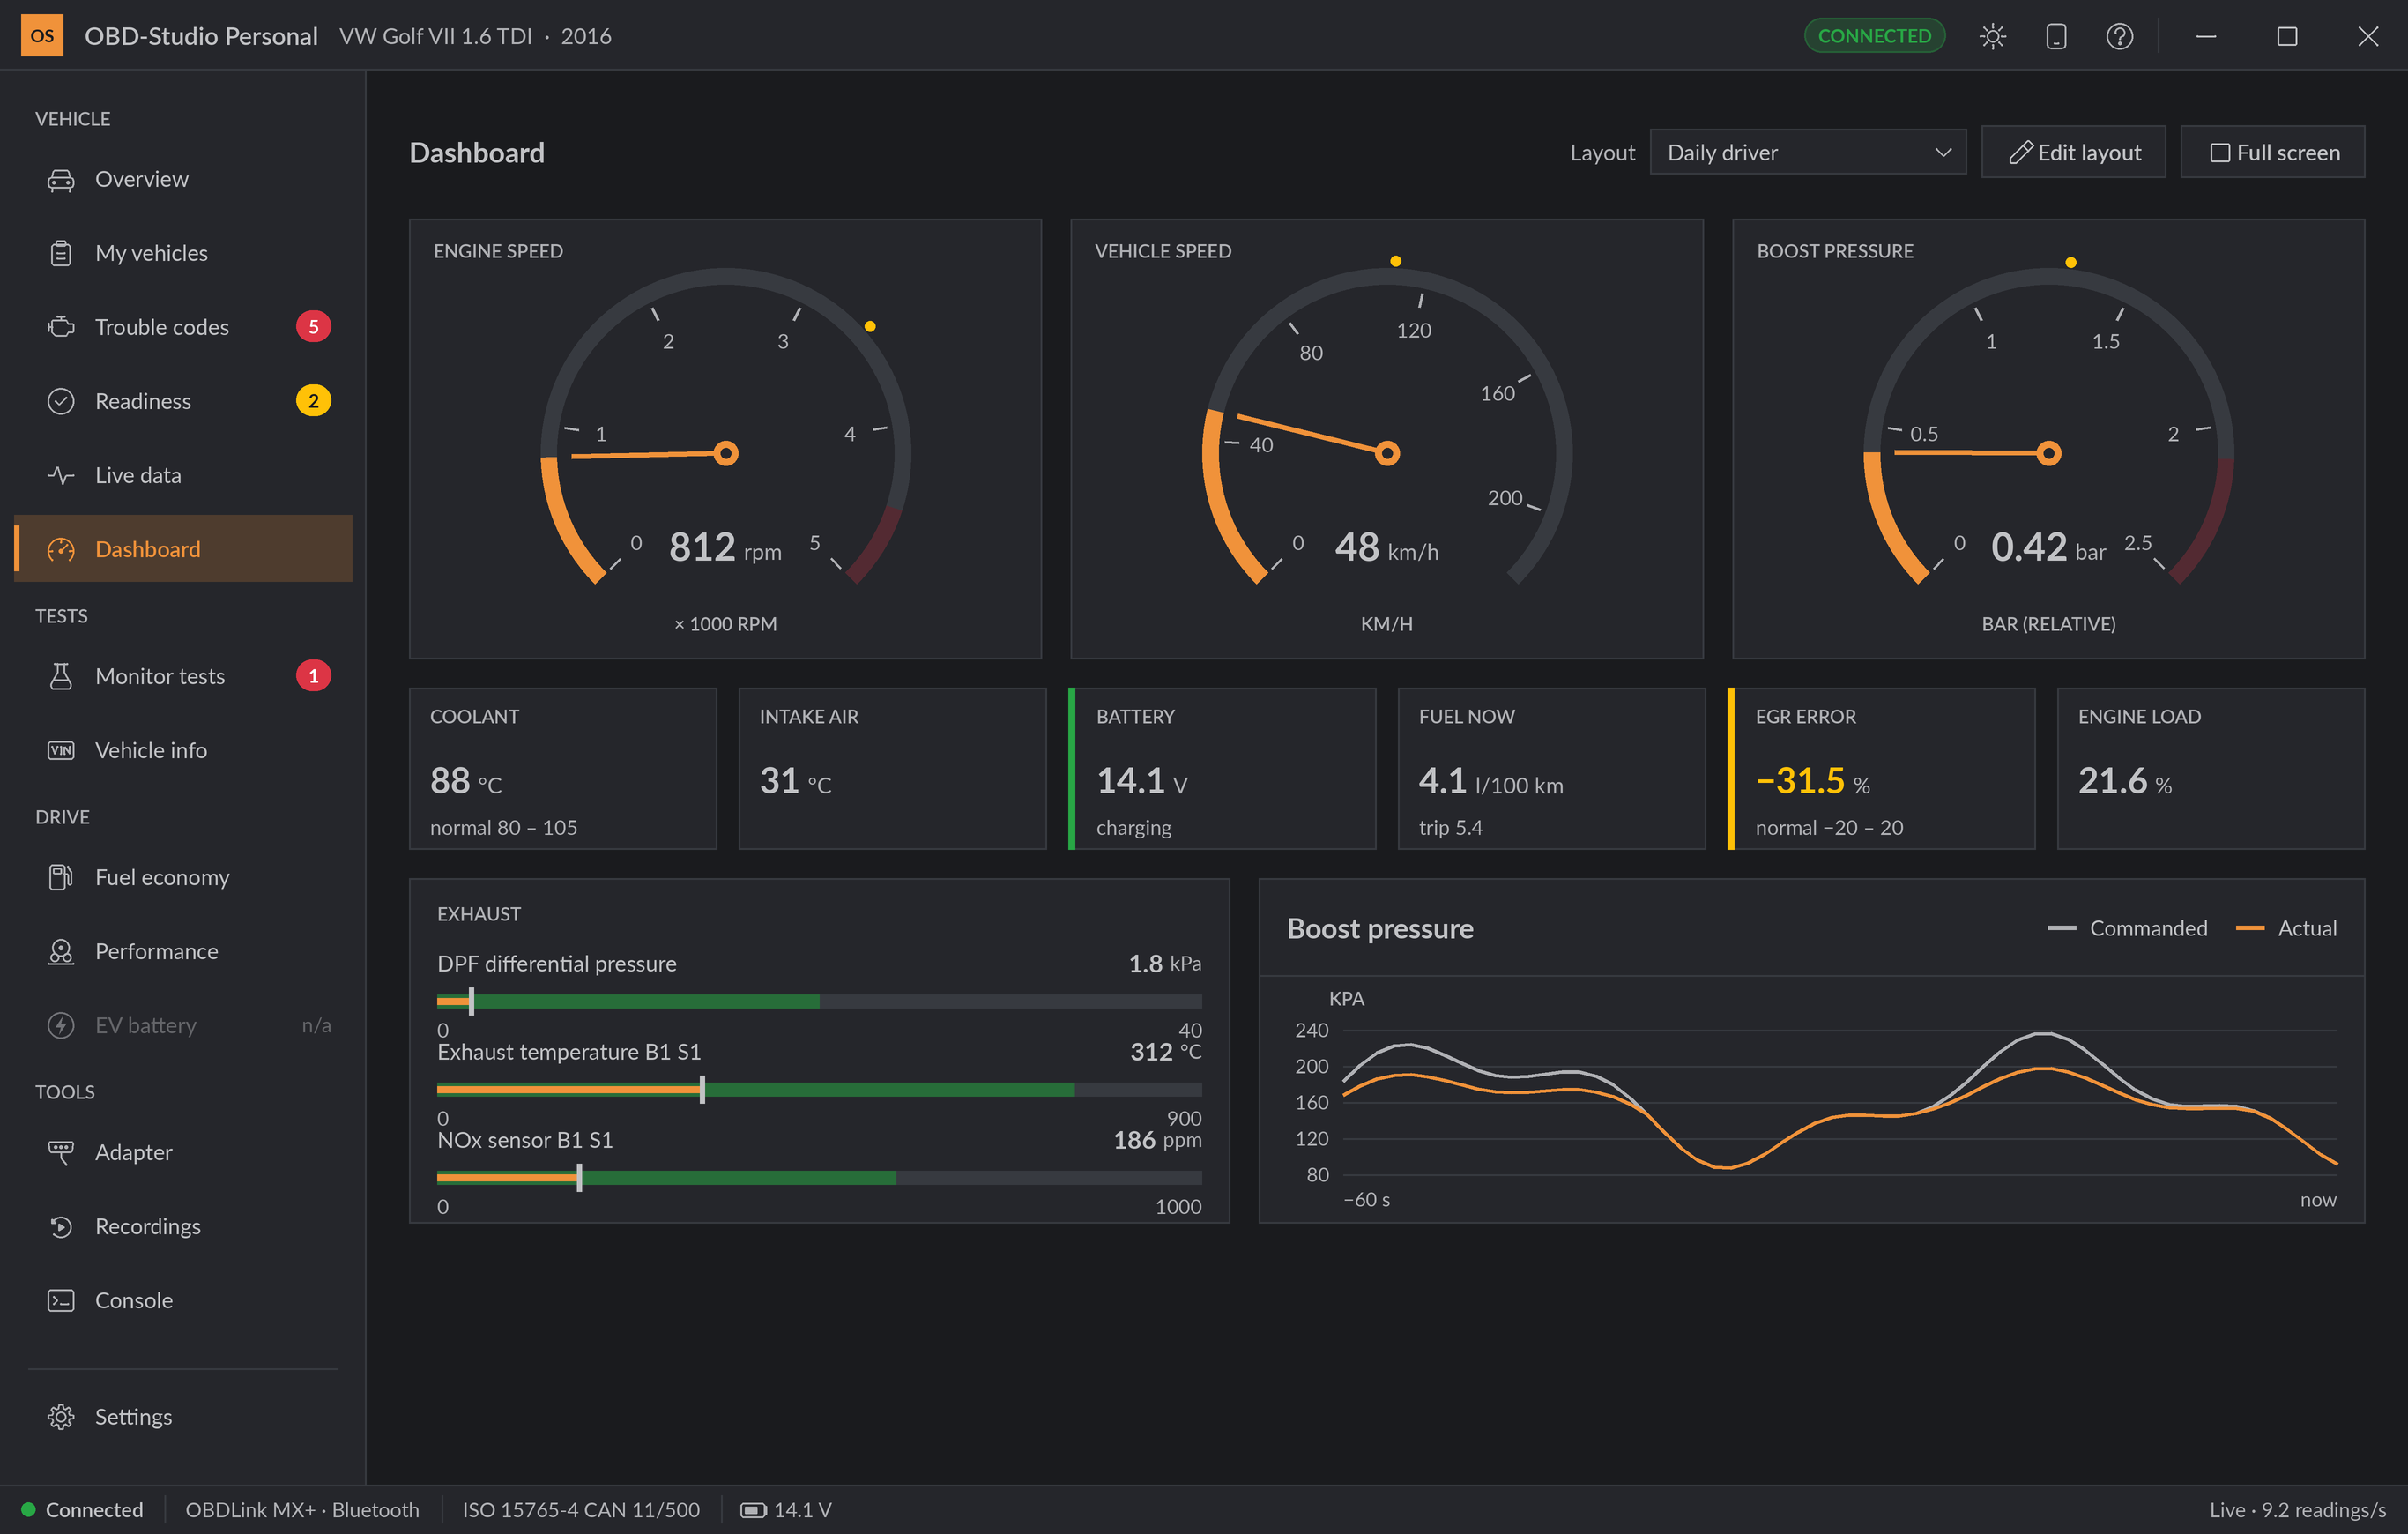 OS OBD-Studio Personal VW Golf VII 1.6 TDI · 2016 CONNECTED
VEHICLE
Overview
My vehicles
Trouble codes 5
Readiness 2
Live data
Dashboard
TESTS
Monitor tests 1
VIN Vehicle info
DRIVE
Fuel economy
Performance
EV battery n/a
TOOLS
Adapter
Recordings
Console
Settings
Dashboard Layout Daily driver Edit layout Full screen
ENGINE SPEED
0 1 2 3 4 5
812 rpm
× 1000 RPM
VEHICLE SPEED
0 40 80 120 160 200
48 km/h
KM/H
BOOST PRESSURE
0 0.5 1 1.5 2 2.5
0.42 bar
BAR (RELATIVE)
COOLANT
88 °C
normal 80 – 105
INTAKE AIR
31 °C
BATTERY
14.1 V
charging
FUEL NOW
4.1 l/100 km
trip 5.4
EGR ERROR
−31.5 %
normal −20 – 20
ENGINE LOAD
21.6 %
EXHAUST
DPF differential pressure 1.8 kPa
0 40
Exhaust temperature B1 S1 312 °C
0 900
NOx sensor B1 S1 186 ppm
0 1000
Boost pressure Commanded Actual
KPA
240
200
160
120
80
−60 s now
Connected OBDLink MX+ · Bluetooth ISO 15765-4 CAN 11/500 14.1 V Live · 9.2 readings/s